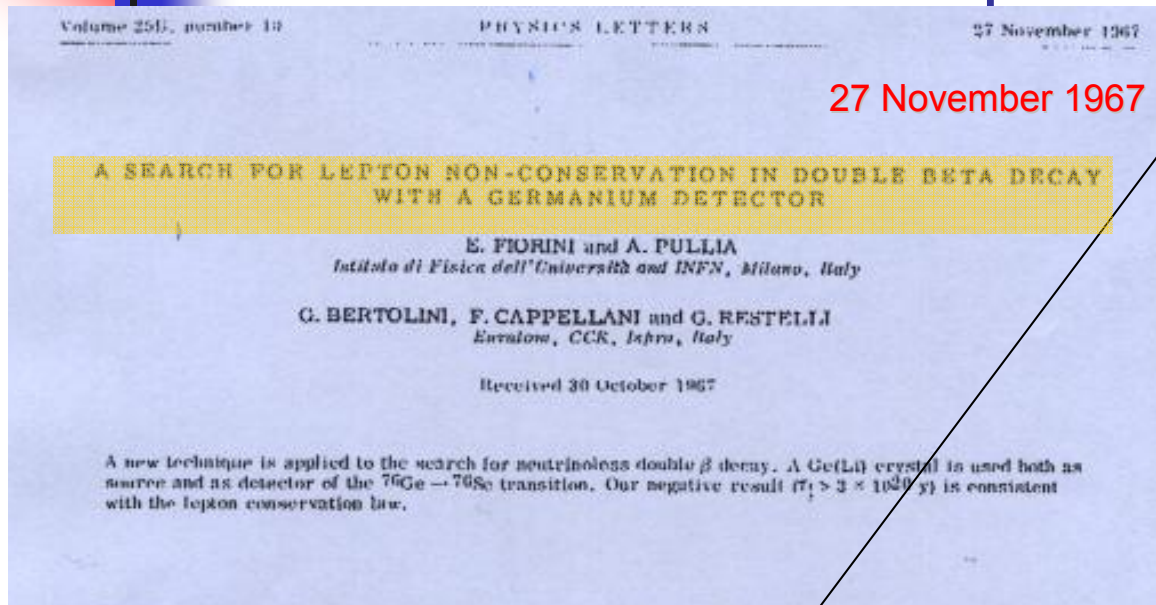 Volume 25B, number 10 PHYSICS LETTERS 27 November 1967
27 November 1967
A SEARCH FOR LEPTON NON-CONSERVATION IN DOUBLE BETA DECAY
WITH A GERMANIUM DETECTOR
E. FIORINI and A. PULLIA
Istituto di Fisica dell'Università and INFN, Milano, Italy
G. BERTOLINI, F. CAPPELLANI and G. RESTELLI
Euratom, CCR, Ispra, Italy
Received 30 October 1967
A new technique is applied to the search for neutrinoless double β decay. A Ge(Li) crystal is used both as
source and as detector of the ⁷⁶Ge → ⁷⁶Se transition. Our negative result (τ½ > 3 × 10²⁰ y) is consistent
with the lepton conservation law.